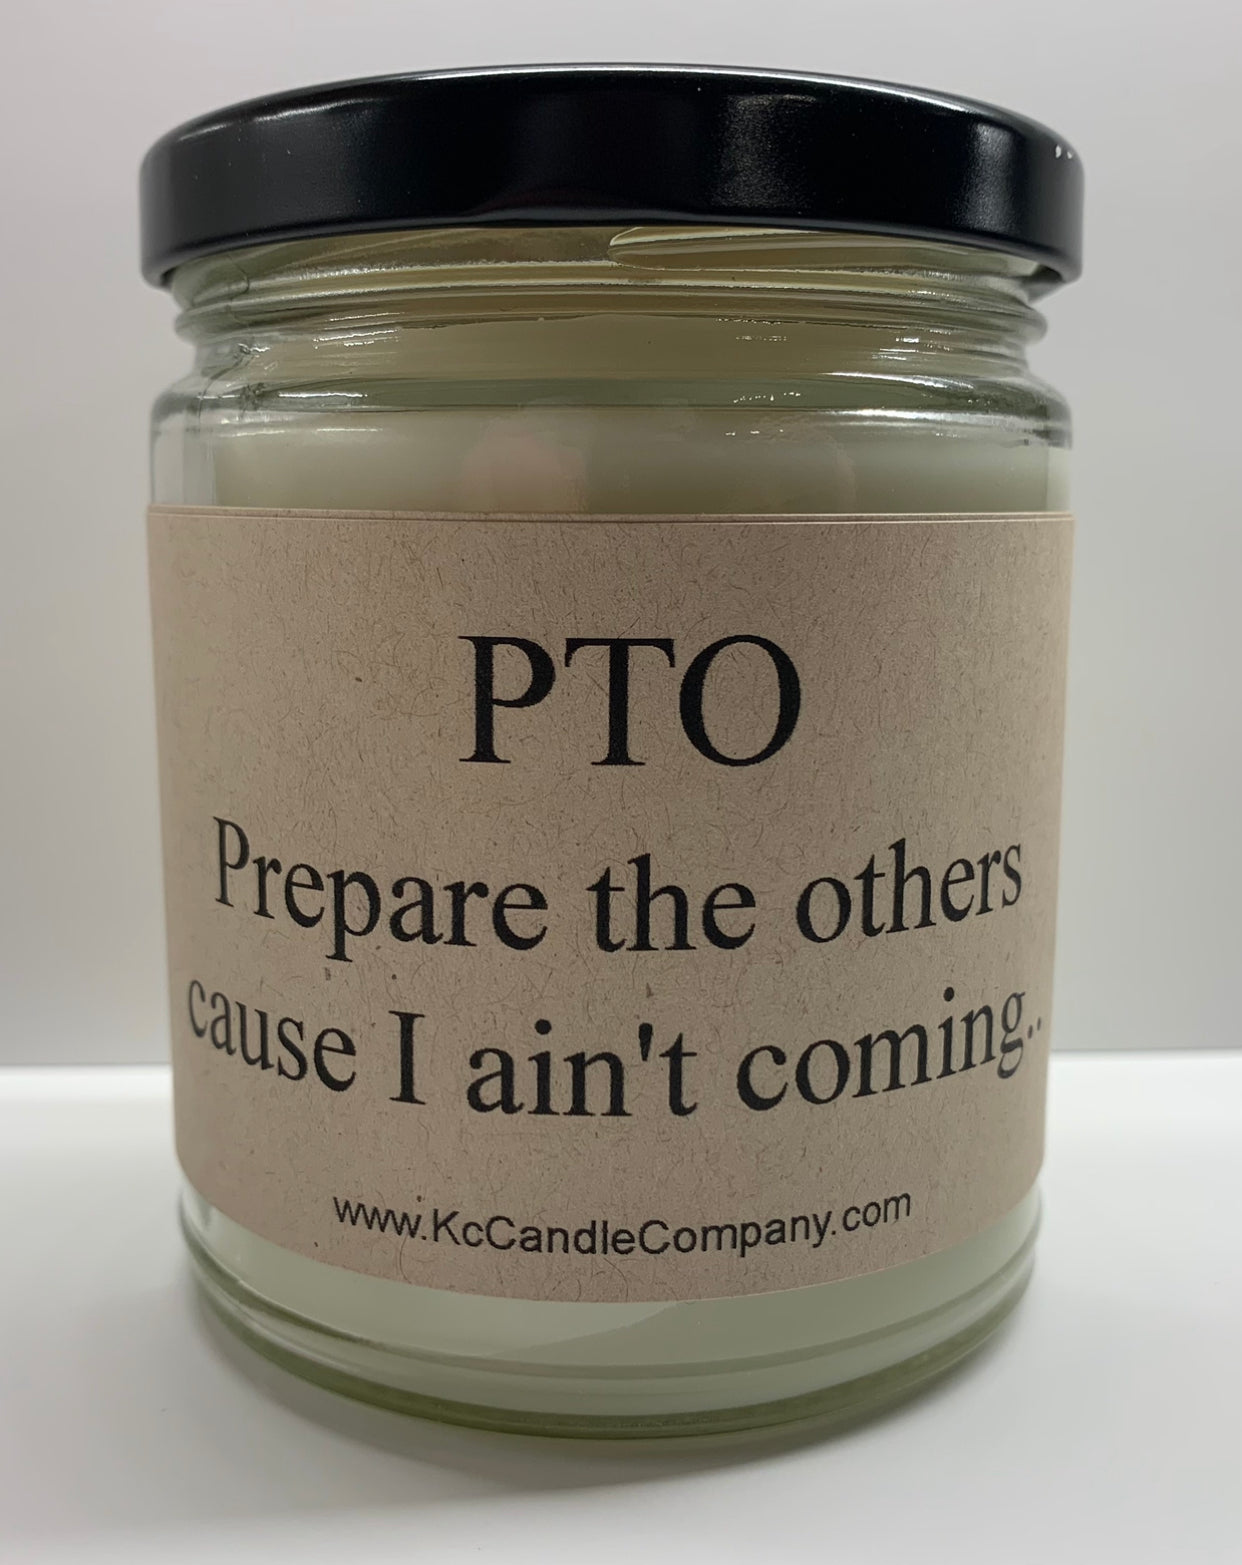 PTO
Prepare the others
cause I ain't coming..
www.KcCandleCompany.com